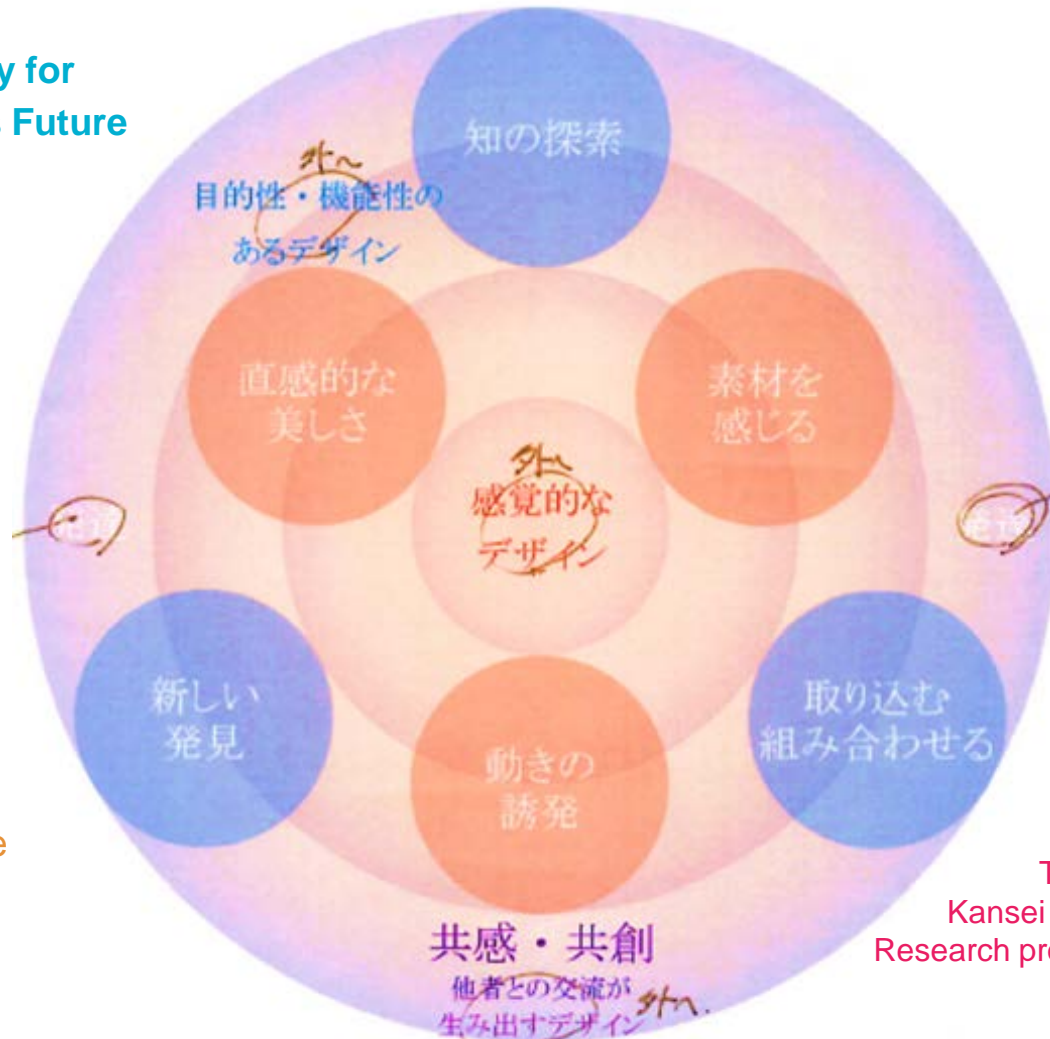 y for
Future
知の探索
外へ
目的性・機能性の
あるデザイン
直感的な
美しさ
素材を
感じる
外へ
感覚的な
デザイン
発達
発達
新しい
発見
取り込む
組み合わせる
動きの
誘発
e
T
Kansei
Research pr
共感・共創
他者との交流が
生み出すデザイン
外へ.